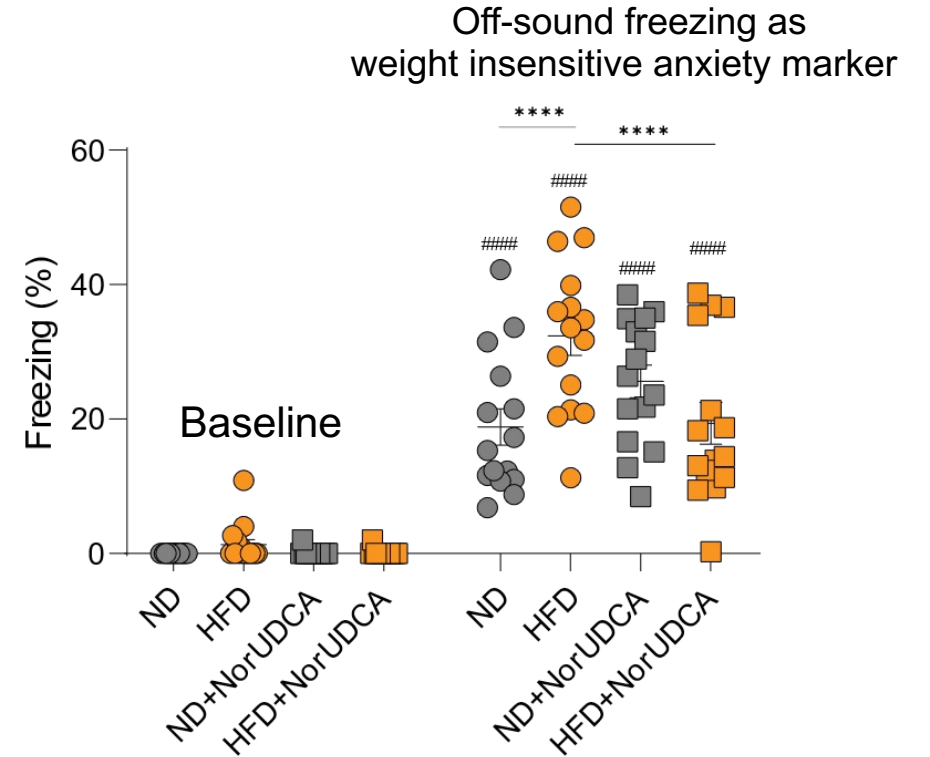 Off-sound freezing as
weight insensitive anxiety marker
****
****
60
####
####
####
####
40
Freezing (%)
Baseline
20
0
ND
HFD
ND+NorUDCA
HFD+NorUDCA
ND
HFD
ND+NorUDCA
HFD+NorUDCA